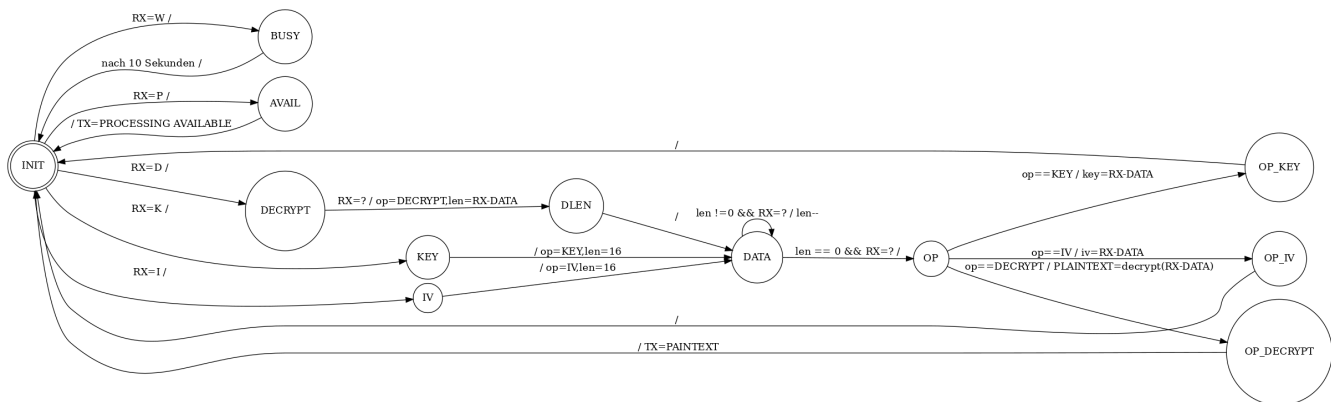 RX=W /
BUSY
nach 10 Sekunden /
RX=P /
AVAIL
/ TX=PROCESSING AVAILABLE
INIT
/
RX=D /
OP_KEY
op==KEY / key=RX-DATA
RX=K /
DECRYPT
RX=? / op=DECRYPT,len=RX-DATA
DLEN
/
len !=0 && RX=? / len--
KEY
/ op=KEY,len=16
DATA
len == 0 && RX=? /
OP
op==IV / iv=RX-DATA
OP_IV
RX=I /
/ op=IV,len=16
op==DECRYPT / PLAINTEXT=decrypt(RX-DATA)
IV
/
/ TX=PAINTEXT
OP_DECRYPT